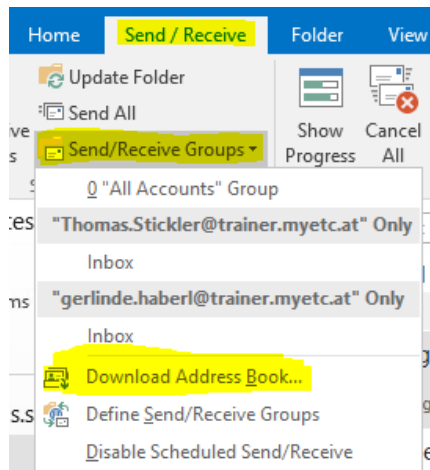 Home Send / Receive Folder View
Update Folder
Send All
Send/Receive Groups
Show
Progress
Cancel
All
0 "All Accounts" Group
"Thomas.Stickler@trainer.myetc.at" Only
Inbox
"gerlinde.haberl@trainer.myetc.at" Only
Inbox
Download Address Book...
Define Send/Receive Groups
Disable Scheduled Send/Receive